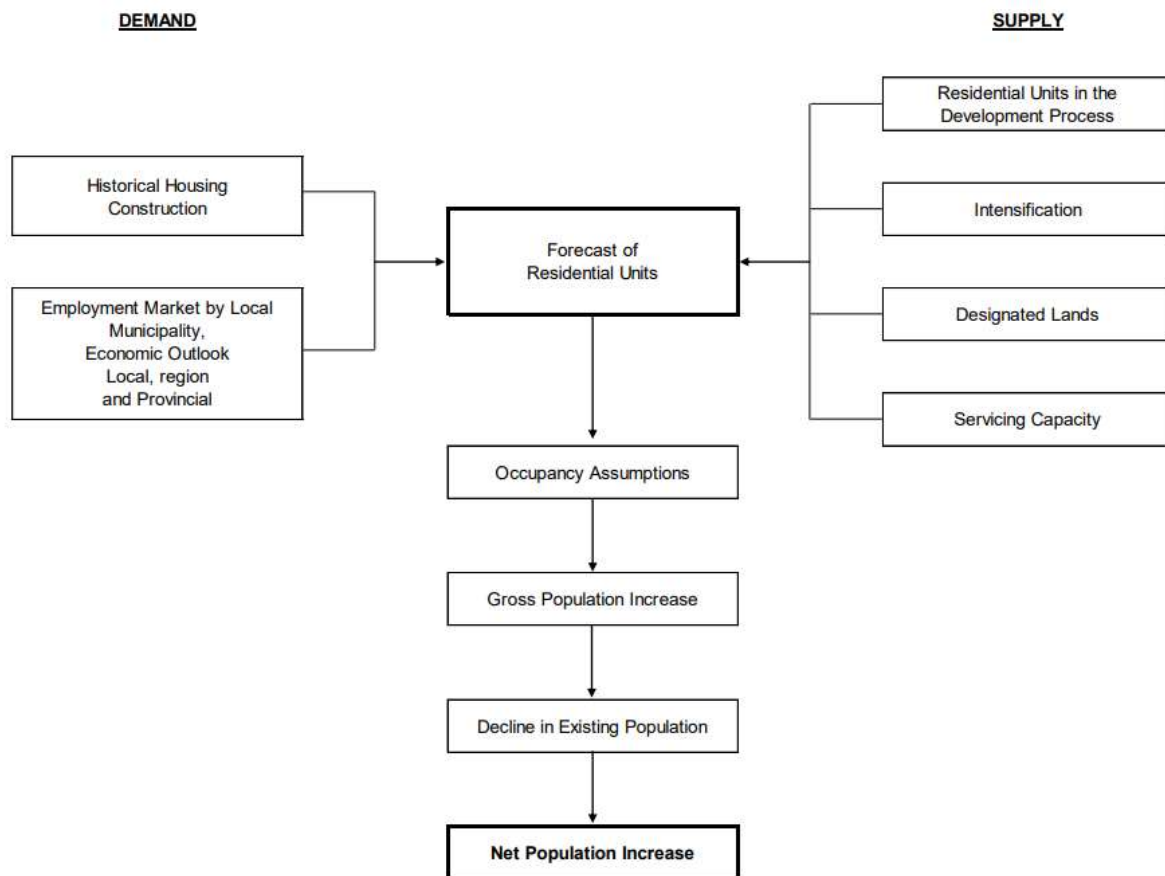 DEMAND
SUPPLY
Residential Units in the
Development Process
Historical Housing
Construction
Intensification
Forecast of
Residential Units
Employment Market by Local
Municipality,
Economic Outlook
Local, region
and Provincial
Designated Lands
Servicing Capacity
Occupancy Assumptions
Gross Population Increase
Decline in Existing Population
Net Population Increase